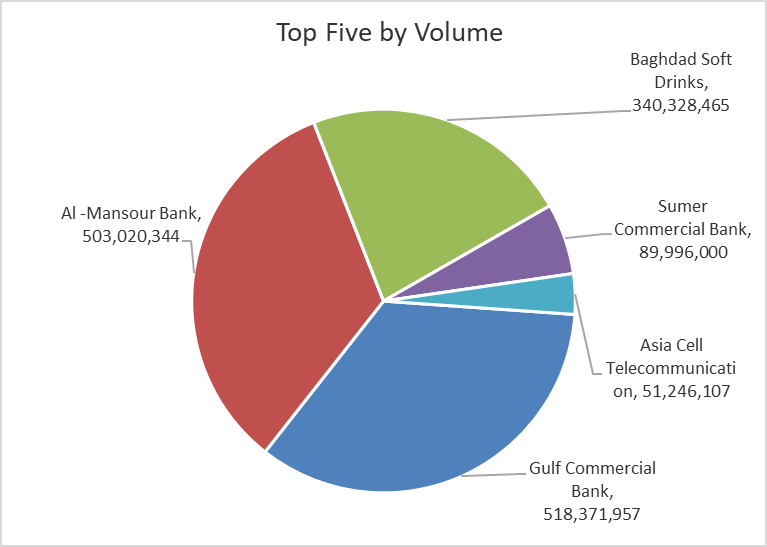 Top Five by Volume
Baghdad Soft
Drinks,
340,328,465
Al -Mansour Bank,
503,020,344
Sumer
Commercial Bank,
89,996,000
Asia Cell
Telecommunicati
on, 51,246,107
Gulf Commercial
Bank,
518,371,957